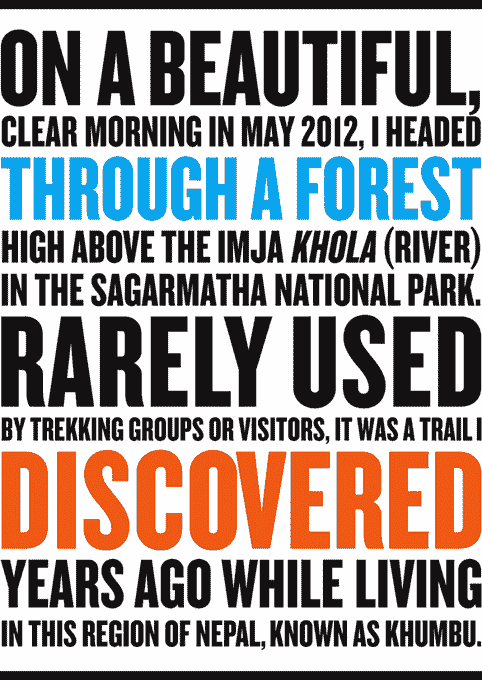 ON A BEAUTIFUL,
CLEAR MORNING IN MAY 2012, I HEADED
THROUGH A FOREST
HIGH ABOVE THE IMJA KHOLA (RIVER)
IN THE SAGARMATHA NATIONAL PARK.
RARELY USED
BY TREKKING GROUPS OR VISITORS, IT WAS A TRAIL I
DISCOVERED
YEARS AGO WHILE LIVING
IN THIS REGION OF NEPAL, KNOWN AS KHUMBU.